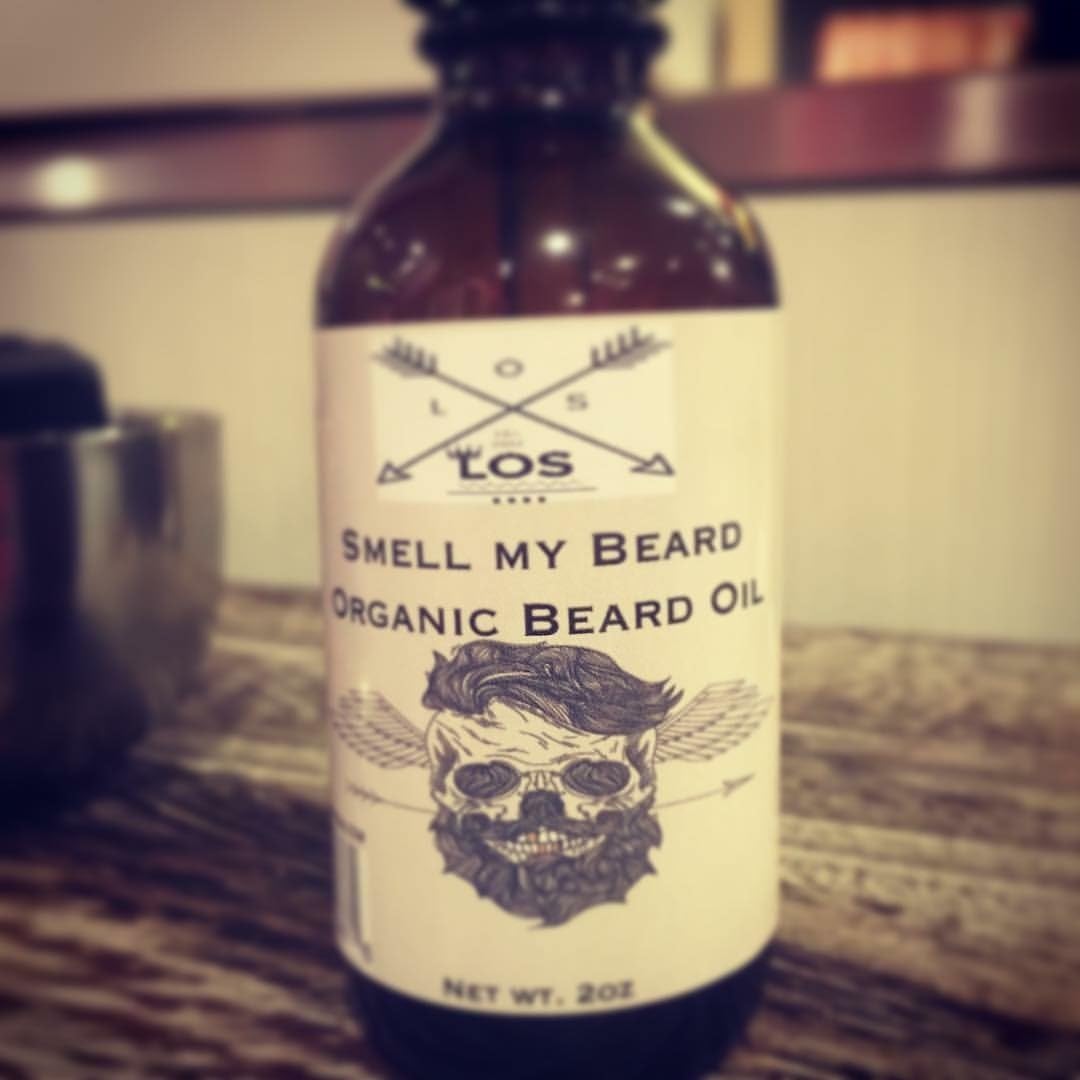 O
L S
LOS
Smell my Beard
Organic Beard Oil
Net wt. 2oz